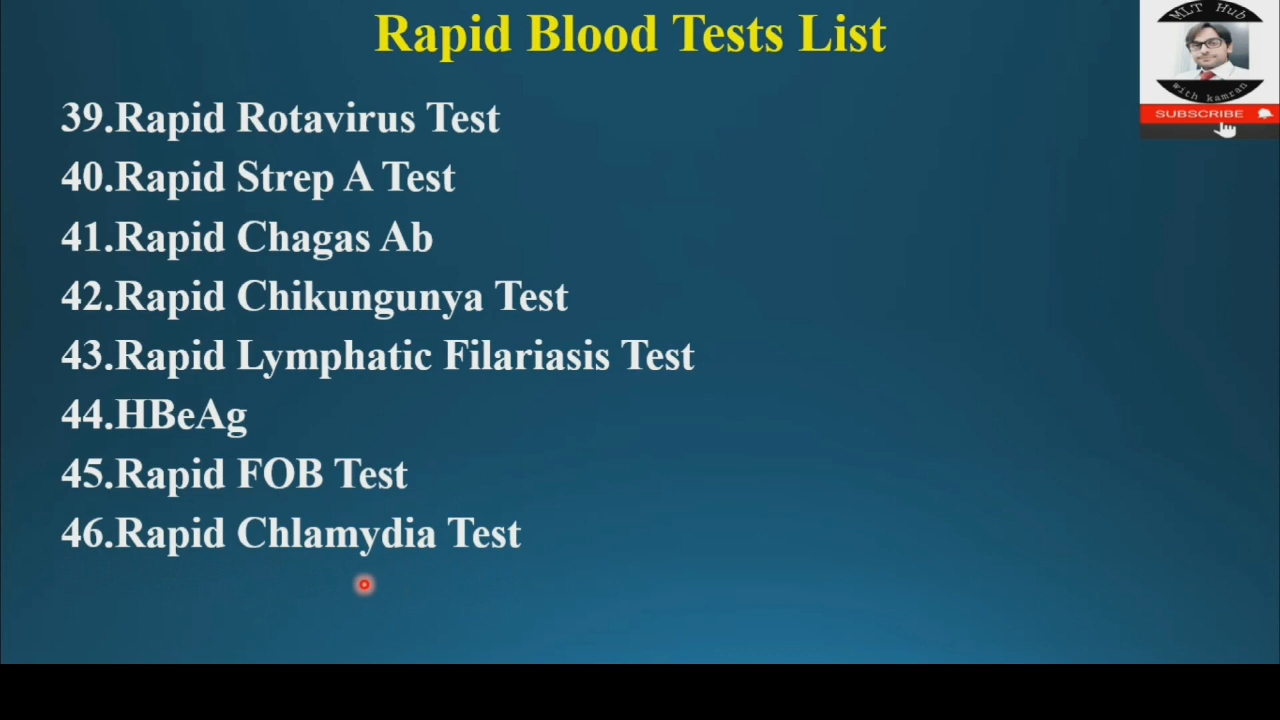 Rapid Blood Tests List
MLT Hub
with kamran
SUBSCRIBE
39.Rapid Rotavirus Test
40.Rapid Strep A Test
41.Rapid Chagas Ab
42.Rapid Chikungunya Test
43.Rapid Lymphatic Filariasis Test
44.HBeAg
45.Rapid FOB Test
46.Rapid Chlamydia Test